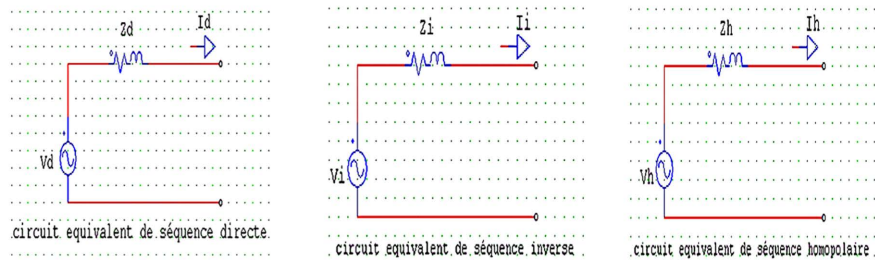 Zd
Id
Vd
circuit equivalent de séquence directe
Zi
Ii
Vi
circuit equivalent de séquence inverse
Zh
Ih
Vh
circuit equivalent de séquence homopolaire